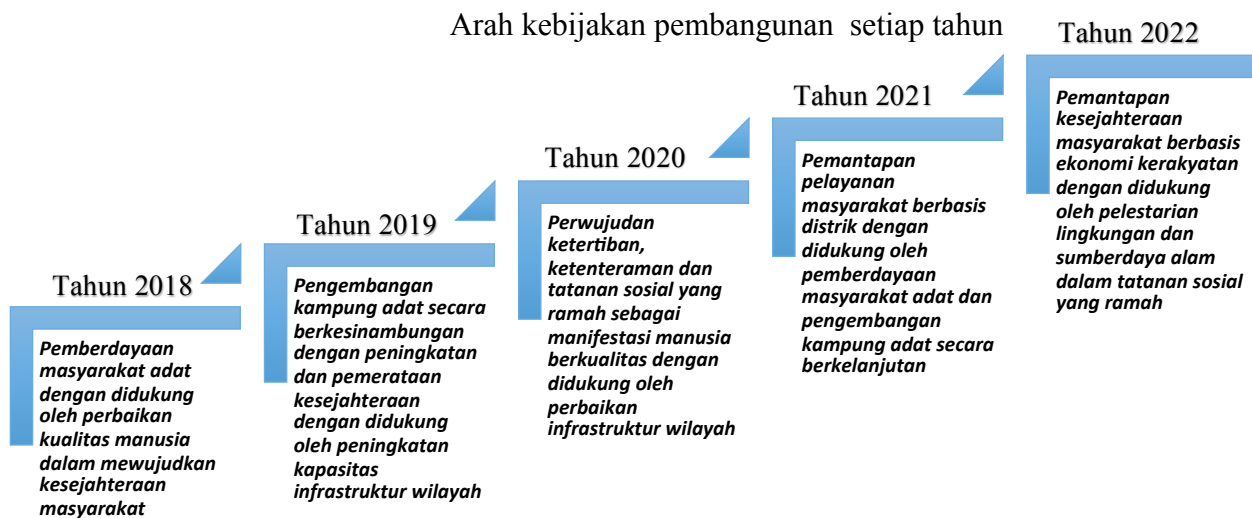 Arah kebijakan pembangunan  setiap tahun
Tahun 2018
Pemberdayaan
masyarakat adat
dengan didukung
oleh perbaikan
kualitas manusia
dalam mewujudkan
kesejahteraan
masyarakat
Tahun 2019
Pengembangan
kampung adat secara
berkesinambungan
dengan peningkatan
dan pemerataan
kesejahteraan
dengan didukung
oleh peningkatan
kapasitas
infrastruktur wilayah
Tahun 2020
Perwujudan
ketertiban,
ketenteraman dan
tatanan sosial yang
ramah sebagai
manifestasi manusia
berkualitas dengan
didukung oleh
perbaikan
infrastruktur wilayah
Tahun 2021
Pemantapan
pelayanan
masyarakat berbasis
distrik dengan
didukung oleh
pemberdayaan
masyarakat adat dan
pengembangan
kampung adat secara
berkelanjutan
Tahun 2022
Pemantapan
kesejahteraan
masyarakat berbasis
ekonomi kerakyatan
dengan didukung
oleh pelestarian
lingkungan dan
sumberdaya alam
dalam tatanan sosial
yang ramah